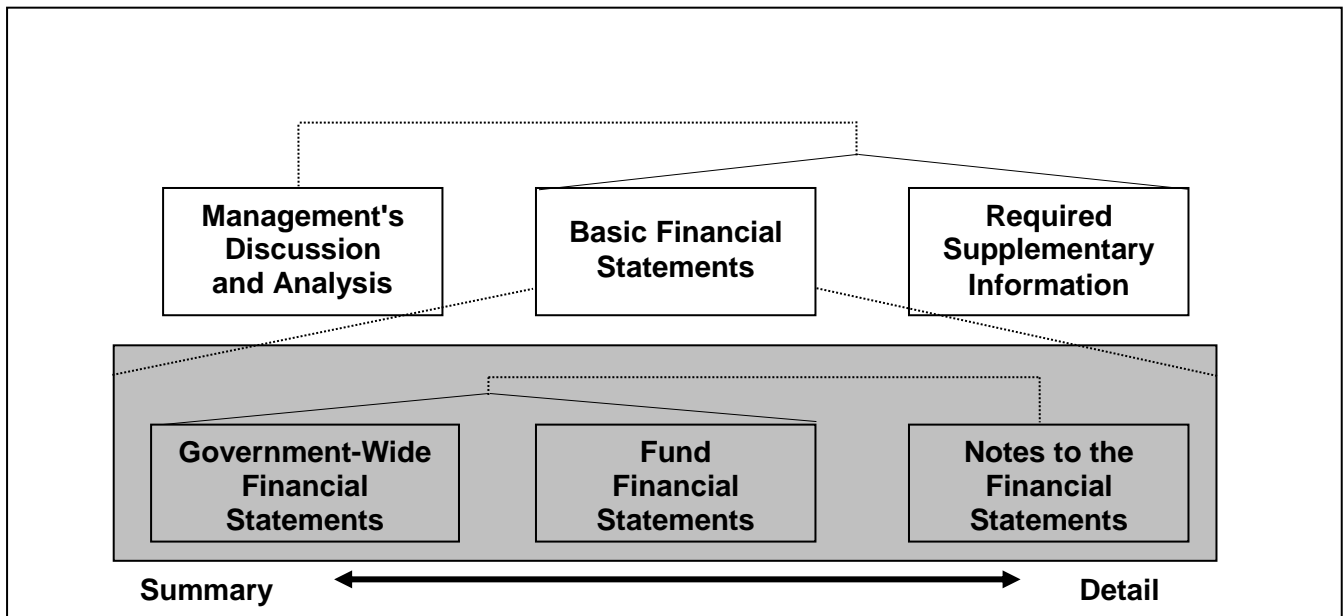 Management's
Discussion
and Analysis
Basic Financial
Statements
Required
Supplementary
Information
Government-Wide
Financial
Statements
Fund
Financial
Statements
Notes to the
Financial
Statements
Summary
Detail